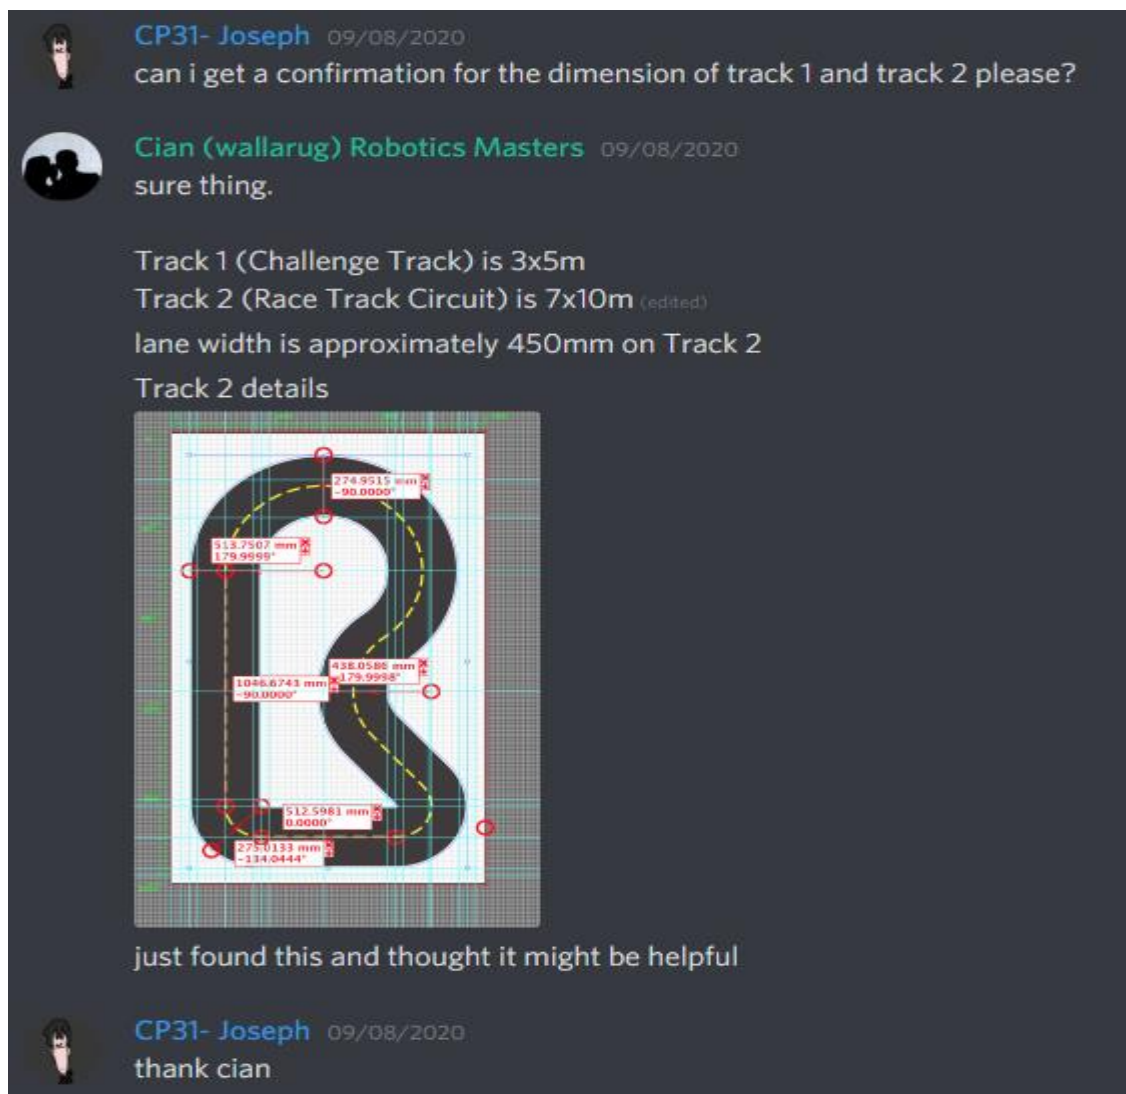 CP31- Joseph 09/08/2020
can i get a confirmation for the dimension of track 1 and track 2 please?
Cian (wallarug) Robotics Masters 09/08/2020
sure thing.
Track 1 (Challenge Track) is 3x5m
Track 2 (Race Track Circuit) is 7x10m (edited)
lane width is approximately 450mm on Track 2
Track 2 details
274.9515 mm
-90.0000°
513.7507 mm
179.9999°
438.0586 mm
-179.9998°
1046.6743 mm
-90.0000°
512.5981 mm
0.0000°
275.0133 mm
-134.0444°
just found this and thought it might be helpful
CP31- Joseph 09/08/2020
thank cian